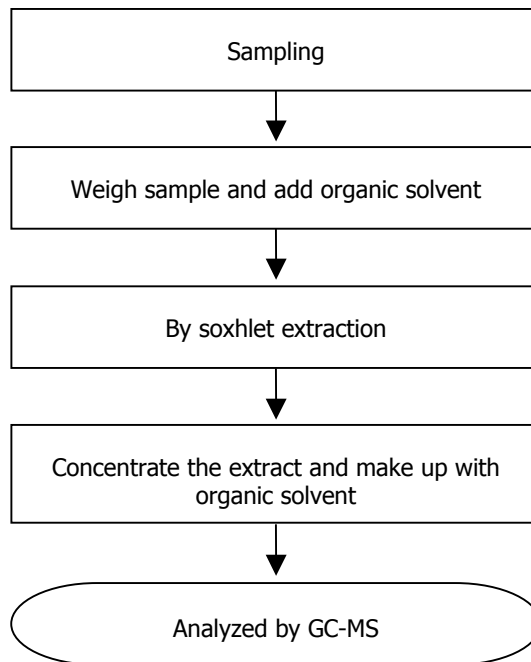 Sampling
Weigh sample and add organic solvent
By soxhlet extraction
Concentrate the extract and make up with
organic solvent
Analyzed by GC-MS